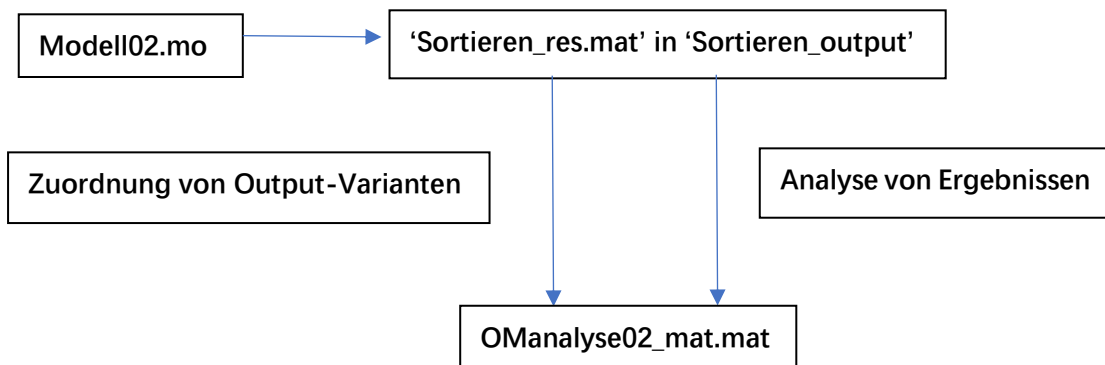 Modell02.mo
‘Sortieren_res.mat’ in ‘Sortieren_output’
Zuordnung von Output-Varianten
Analyse von Ergebnissen
OManalyse02_mat.mat